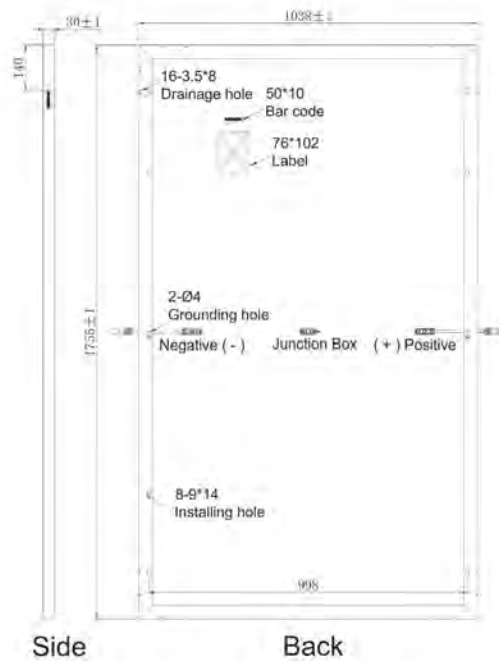 30±1
1038±1
140
16-3.5*8
Drainage hole
50*10
Bar code
76*102
Label
1755±1
2-Ø4
Grounding hole
Negative ( - )
Junction Box
( + ) Positive
8-9*14
Installing hole
998
Side
Back